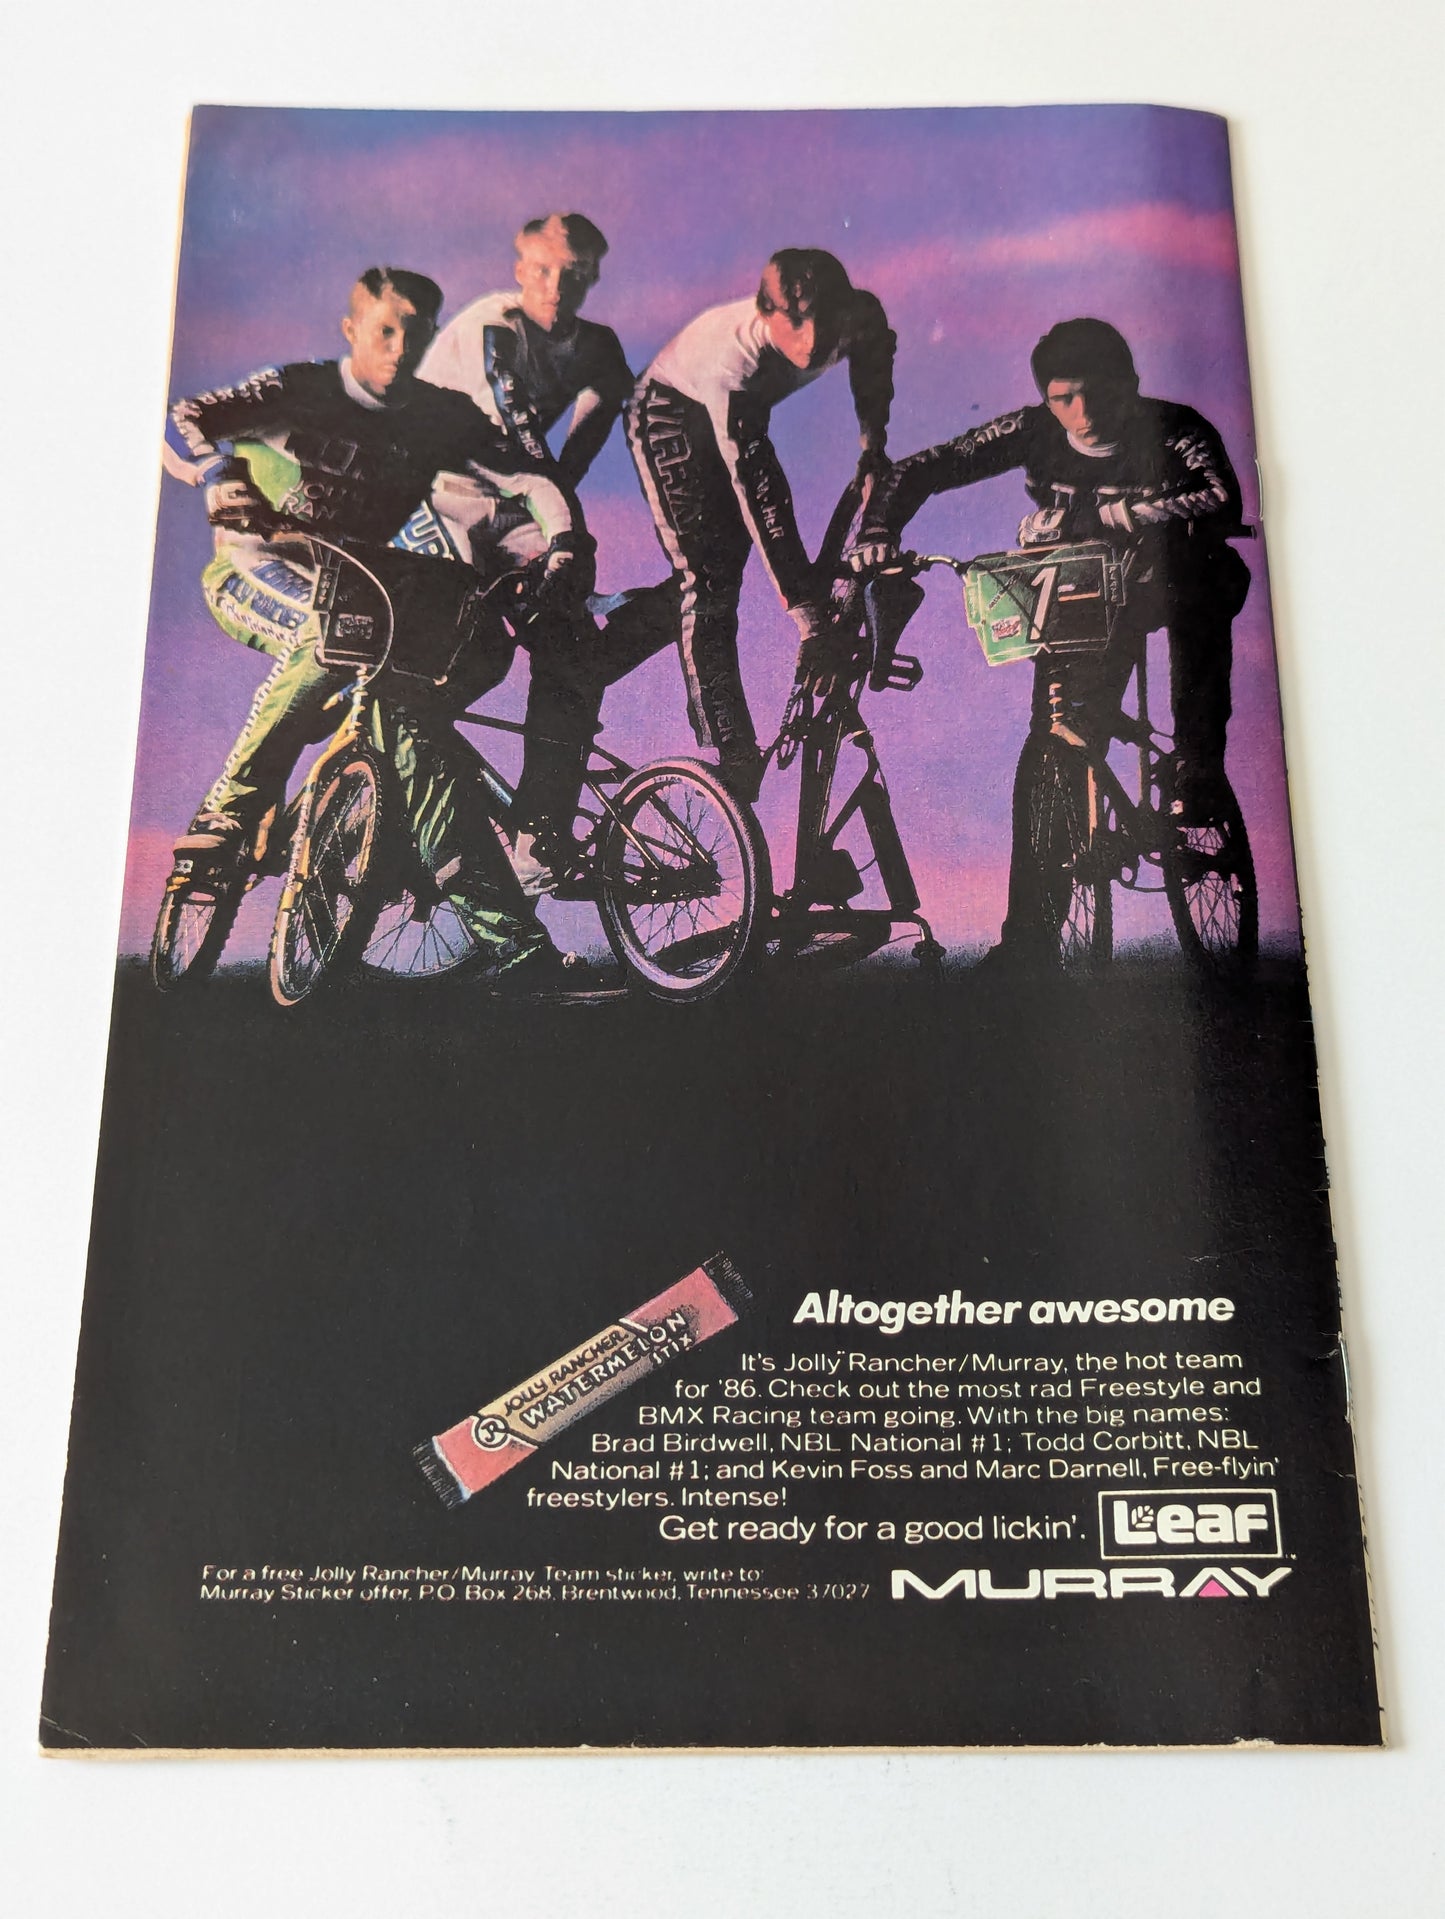 MURRAY
1
JOLLY RANCHER
WATERMELON
STIX
JR
Altogether awesome
It's Jolly Rancher/Murray, the hot team
for '86. Check out the most rad Freestyle and
BMX Racing team going. With the big names:
Brad Birdwell, NBL National #1; Todd Corbitt, NBL
National #1; and Kevin Foss and Marc Darnell, Free-flyin'
freestylers. Intense!
Get ready for a good lickin'.
Leaf
For a free Jolly Rancher/Murray Team sticker, write to:
Murray Sticker offer, P.O. Box 268, Brentwood, Tennessee 37027
MURRAY